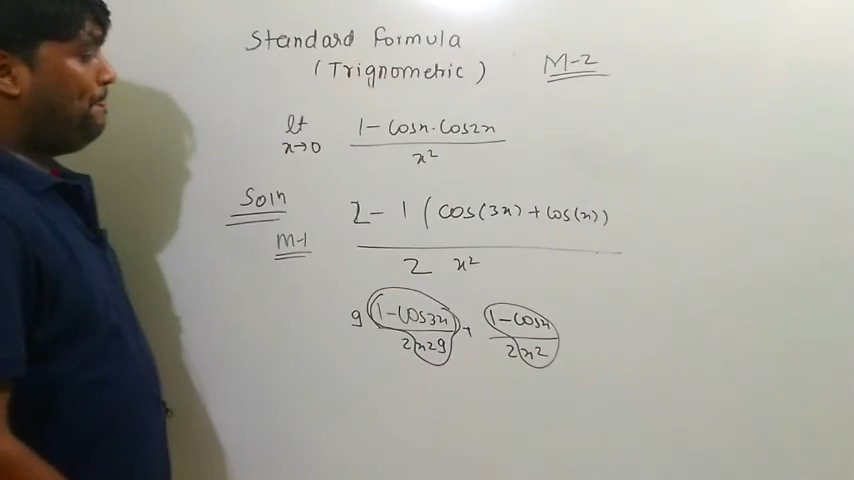 Standard formula
(Trignometric) M-2
lt x→0 1 - cosx.cos2x / x²
Soln
M-1 2 - 1 (cos(3x) + cos(x)) / 2 x²
9 (1 - cos3x) / 2x²9 + 1 - cosx / 2x²